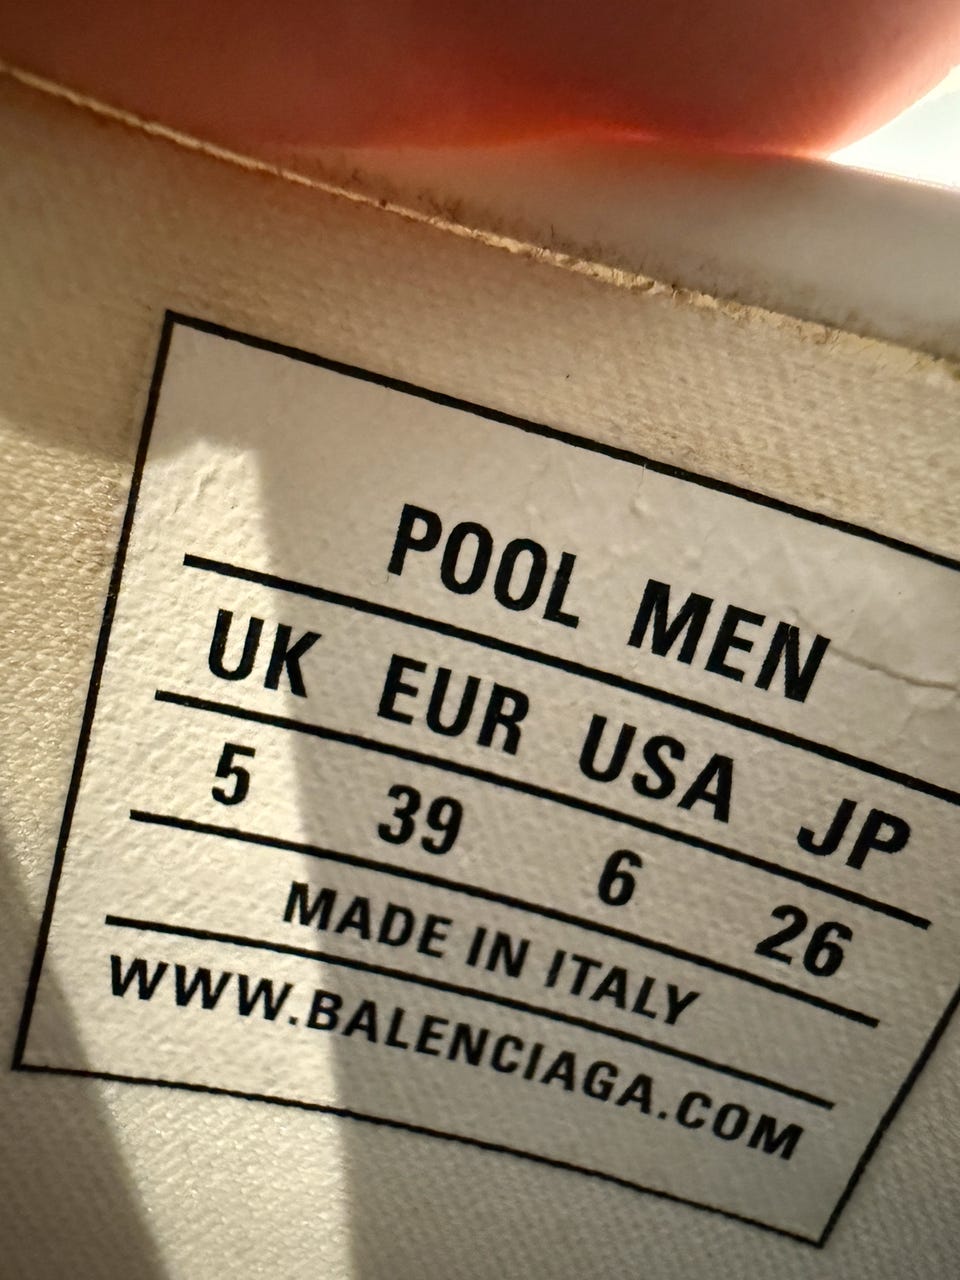 POOL MEN
UK EUR USA JP
5 39 6 26
MADE IN ITALY
WWW.BALENCIAGA.COM